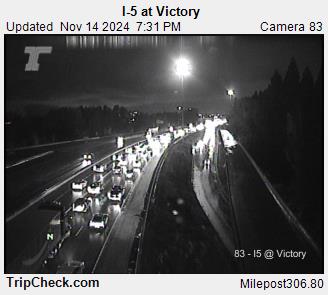 I-5 at Victory
Updated  Nov 14 2024  7:31 PM
Camera 83
T
N
83 - I5 @ Victory
TripCheck.com
Milepost306.80